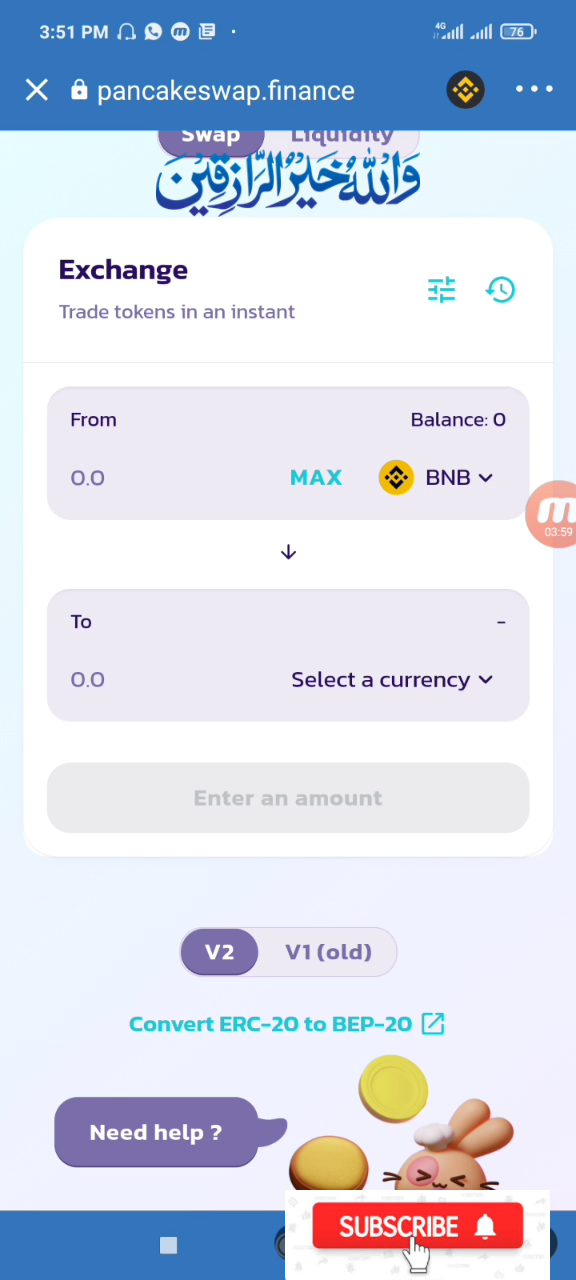 3:51 PM
4G
76
pancakeswap.finance
Swap Liquidity
وَاللّٰهُ خَيْرُ الرَّازِقِيْنَ
Exchange
Trade tokens in an instant
From
Balance: 0
0.0
MAX
BNB
m
03:59
To
-
0.0
Select a currency
Enter an amount
V2
V1 (old)
Convert ERC-20 to BEP-20
Need help ?
SUBSCRIBE